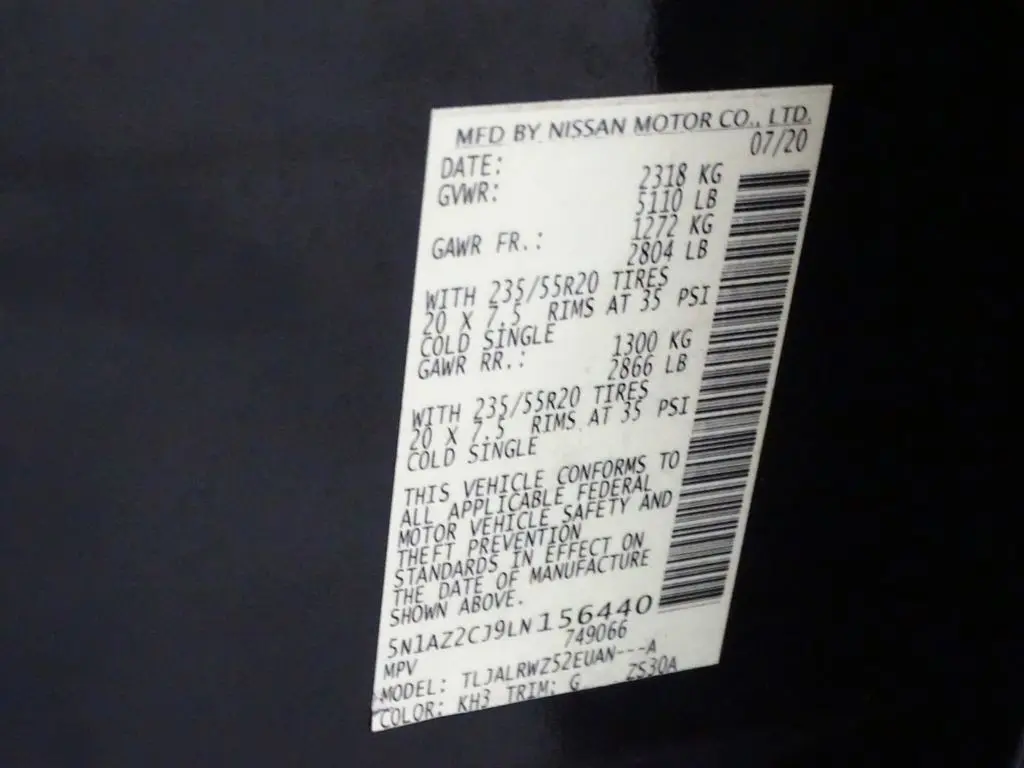 MFD BY NISSAN MOTOR CO., LTD.
DATE: 07/20
GVWR: 2318 KG
5110 LB
GAWR FR.: 1272 KG
2804 LB
WITH 235/55R20 TIRES
20 X 7.5 RIMS AT 35 PSI
COLD SINGLE
GAWR RR.: 1300 KG
2866 LB
WITH 235/55R20 TIRES
20 X 7.5 RIMS AT 35 PSI
COLD SINGLE
THIS VEHICLE CONFORMS TO
ALL APPLICABLE FEDERAL
MOTOR VEHICLE SAFETY AND
THEFT PREVENTION
STANDARDS IN EFFECT ON
THE DATE OF MANUFACTURE
SHOWN ABOVE.
5N1AZ2CJ9LN156440
MPV 749066
MODEL: TLJALRWZ52EUAN---A
COLOR: KH3 TRIM: G ZS30A